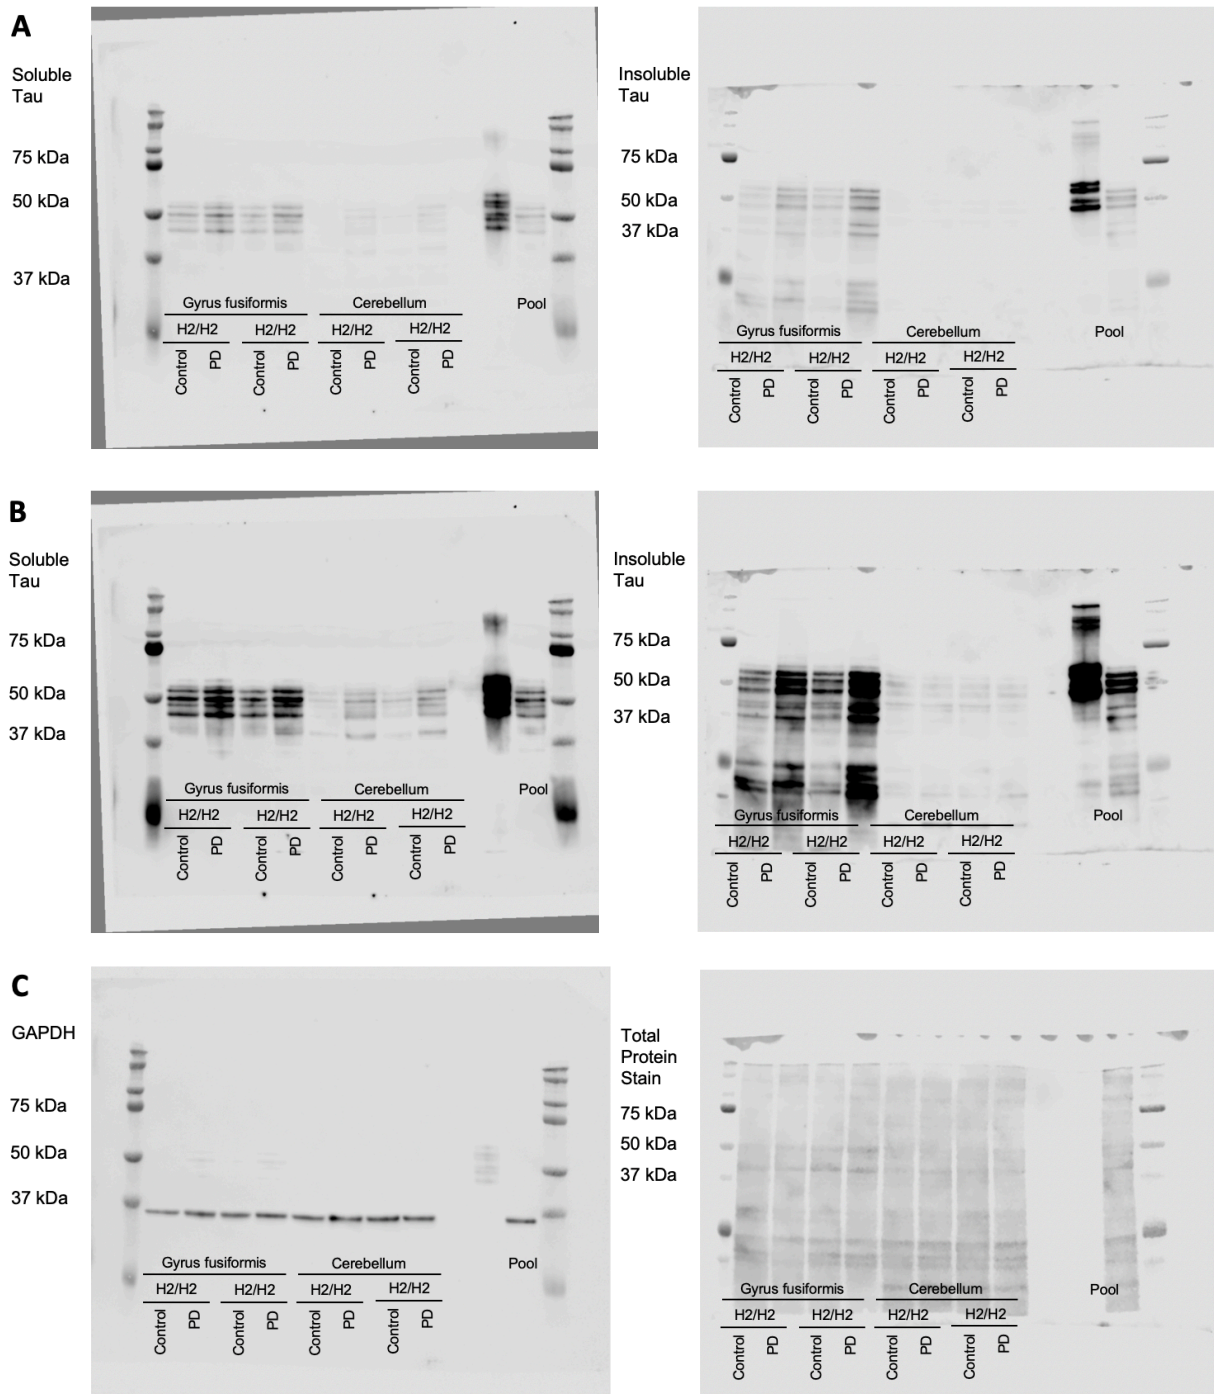 A
Soluble
Tau
75 kDa
50 kDa
37 kDa
Gyrus fusiformis
Cerebellum
Pool
H2/H2
H2/H2
H2/H2
H2/H2
Control
PD
Control
PD
Control
PD
Control
PD
Insoluble
Tau
75 kDa
50 kDa
37 kDa
Gyrus fusiformis
Cerebellum
Pool
H2/H2
H2/H2
H2/H2
H2/H2
Control
PD
Control
PD
Control
PD
Control
PD
B
Soluble
Tau
75 kDa
50 kDa
37 kDa
Gyrus fusiformis
Cerebellum
Pool
H2/H2
H2/H2
H2/H2
H2/H2
Control
PD
Control
PD
Control
PD
Control
PD
Insoluble
Tau
75 kDa
50 kDa
37 kDa
Gyrus fusiformis
Cerebellum
Pool
H2/H2
H2/H2
H2/H2
H2/H2
Control
PD
Control
PD
Control
PD
Control
PD
C
GAPDH
75 kDa
50 kDa
37 kDa
Gyrus fusiformis
Cerebellum
Pool
H2/H2
H2/H2
H2/H2
H2/H2
Control
PD
Control
PD
Control
PD
Control
PD
Total
Protein
Stain
75 kDa
50 kDa
37 kDa
Gyrus fusiformis
Cerebellum
Pool
H2/H2
H2/H2
H2/H2
H2/H2
Control
PD
Control
PD
Control
PD
Control
PD